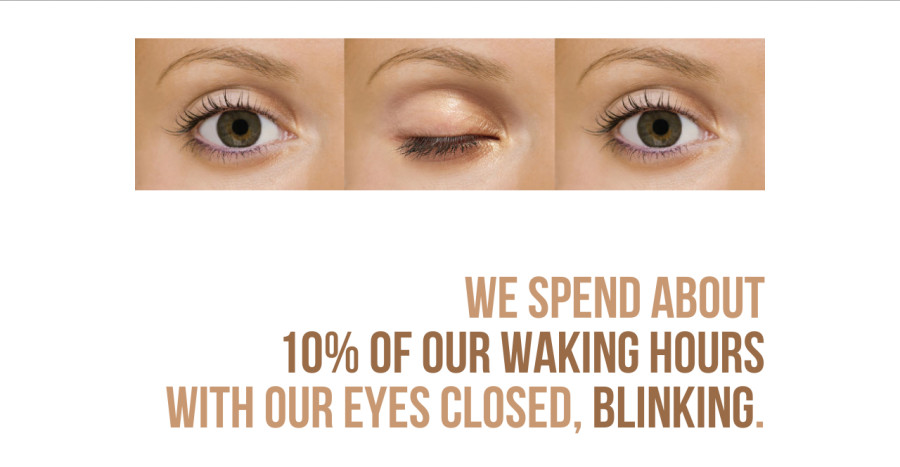 WE SPEND ABOUT
10% OF OUR WAKING HOURS
WITH OUR EYES CLOSED, BLINKING.